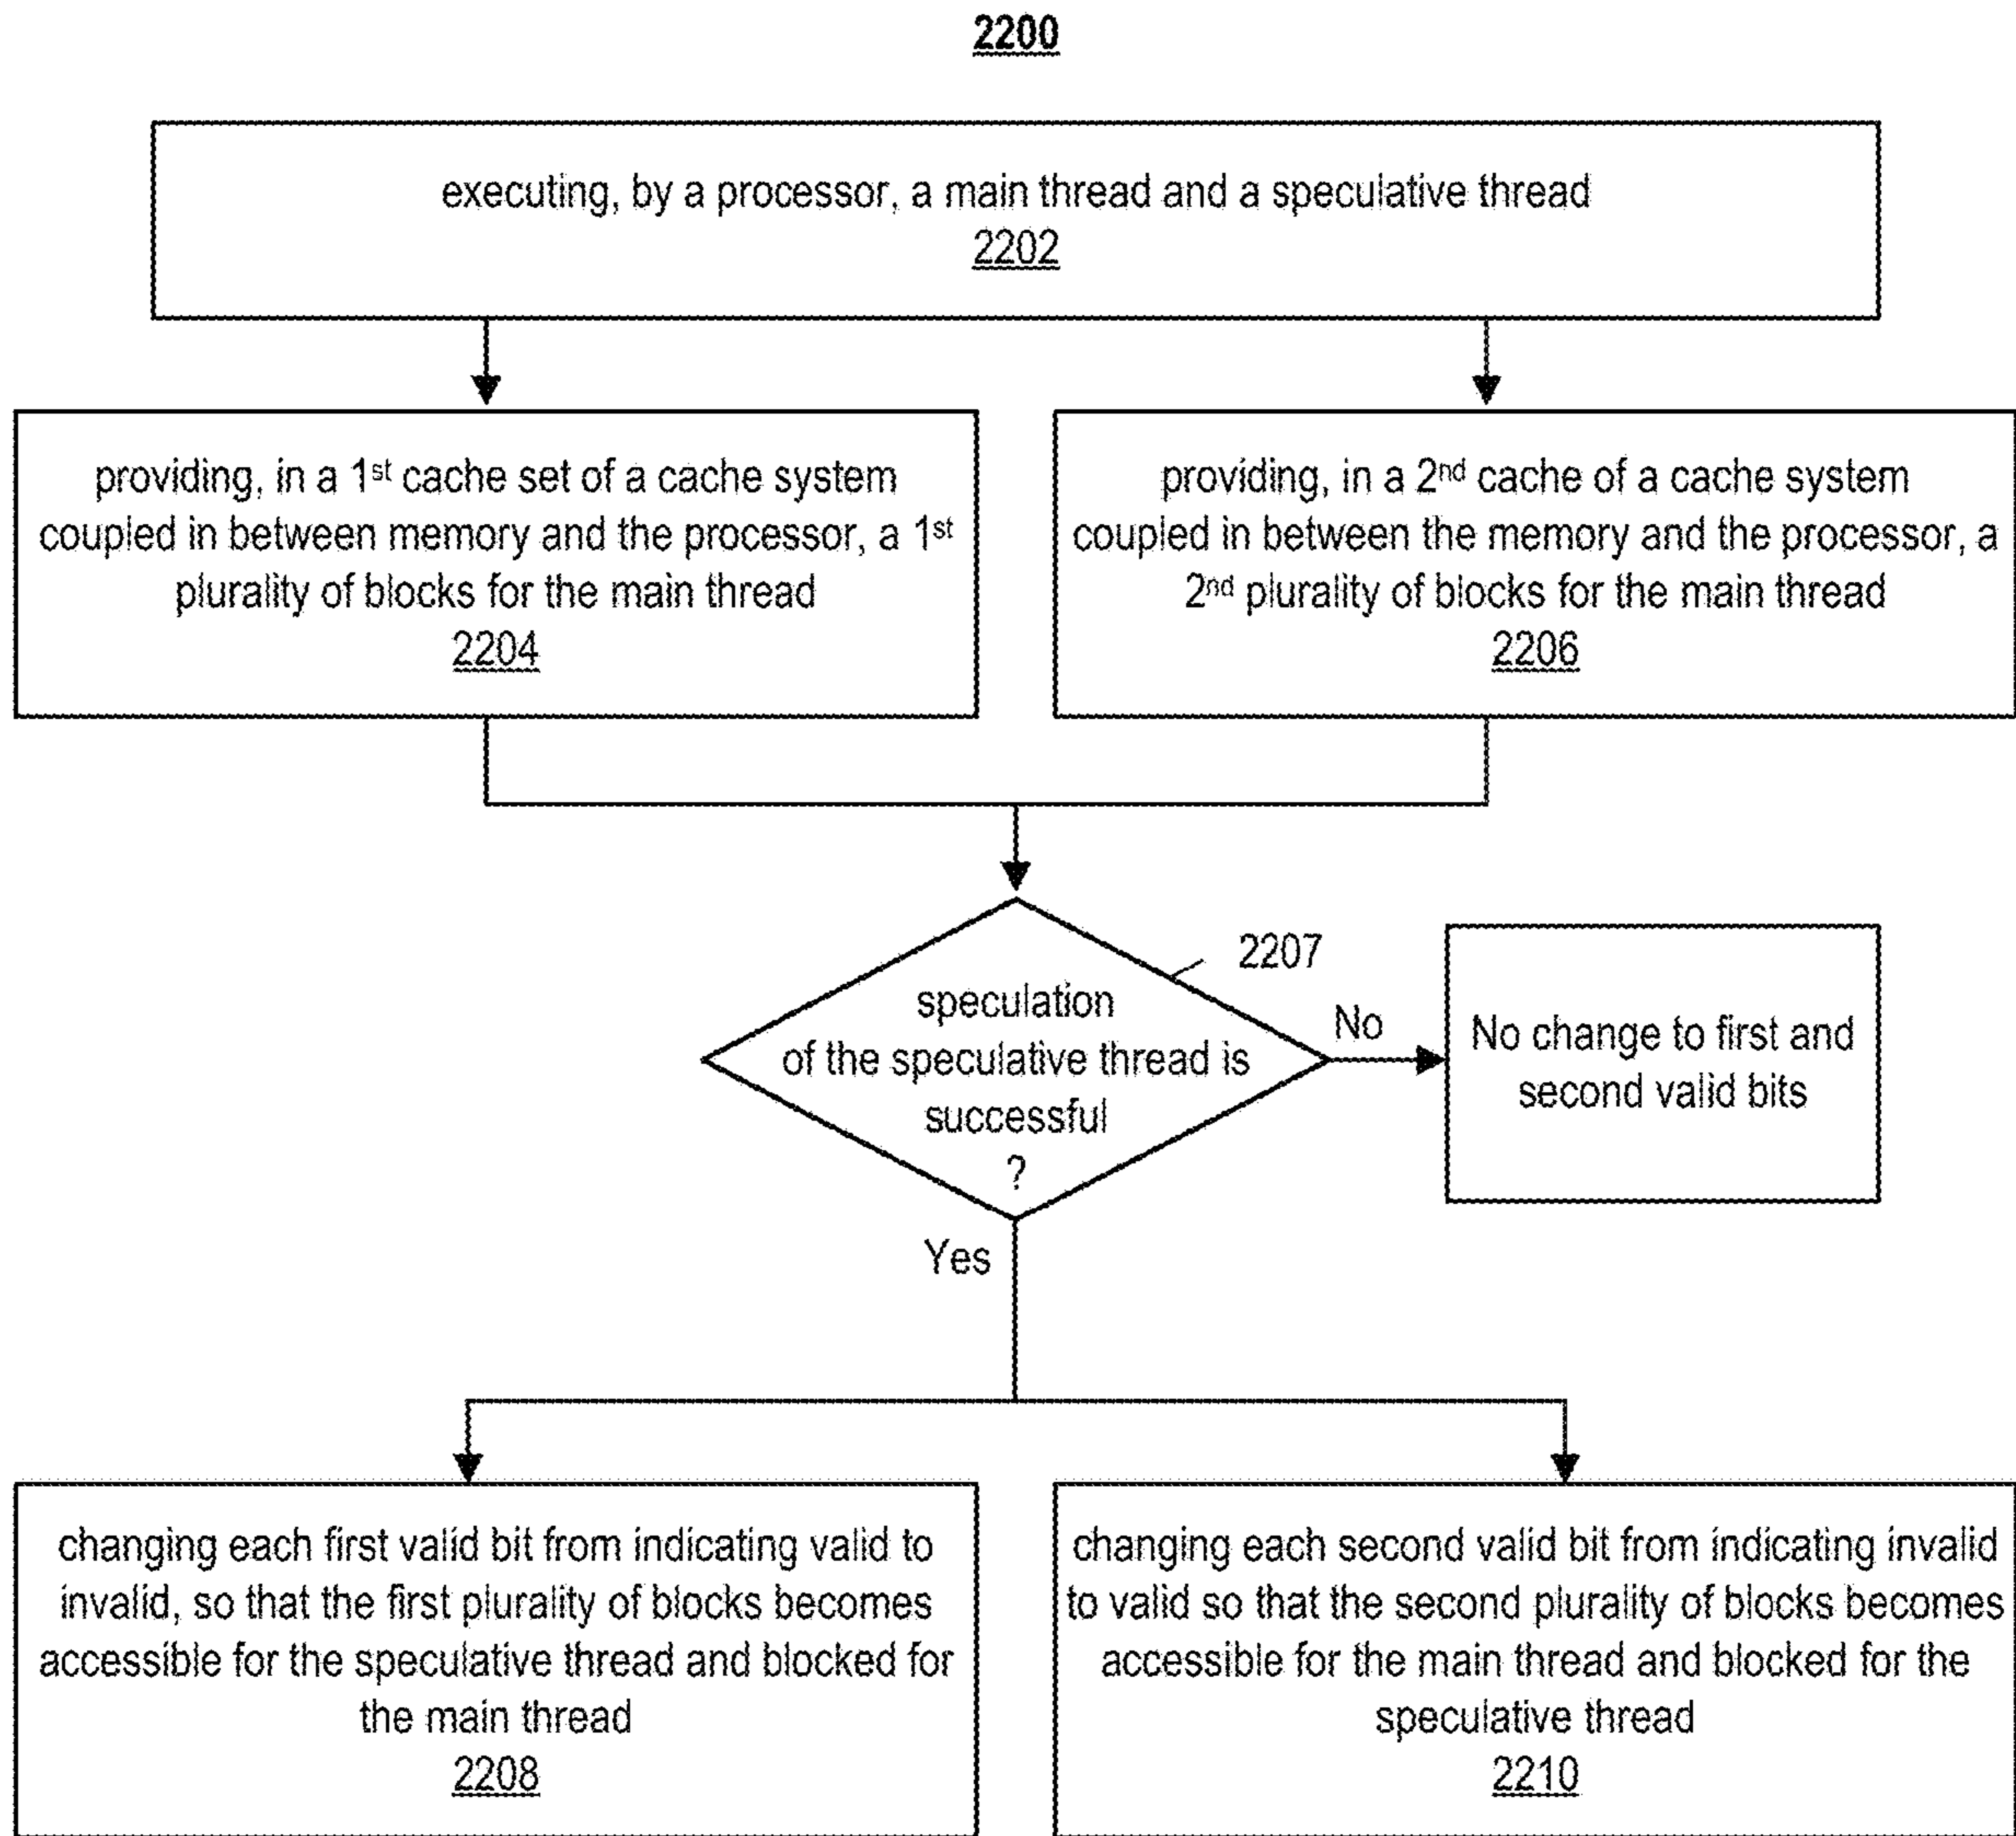 2200
executing, by a processor, a main thread and a speculative thread
2202
providing, in a 1st cache set of a cache system
coupled in between memory and the processor, a 1st
plurality of blocks for the main thread
2204
providing, in a 2nd cache of a cache system
coupled in between the memory and the processor, a
2nd plurality of blocks for the main thread
2206
2207
speculation
of the speculative thread is
successful
?
No
No change to first and
second valid bits
Yes
changing each first valid bit from indicating valid to
invalid, so that the first plurality of blocks becomes
accessible for the speculative thread and blocked for
the main thread
2208
changing each second valid bit from indicating invalid
to valid so that the second plurality of blocks becomes
accessible for the main thread and blocked for the
speculative thread
2210